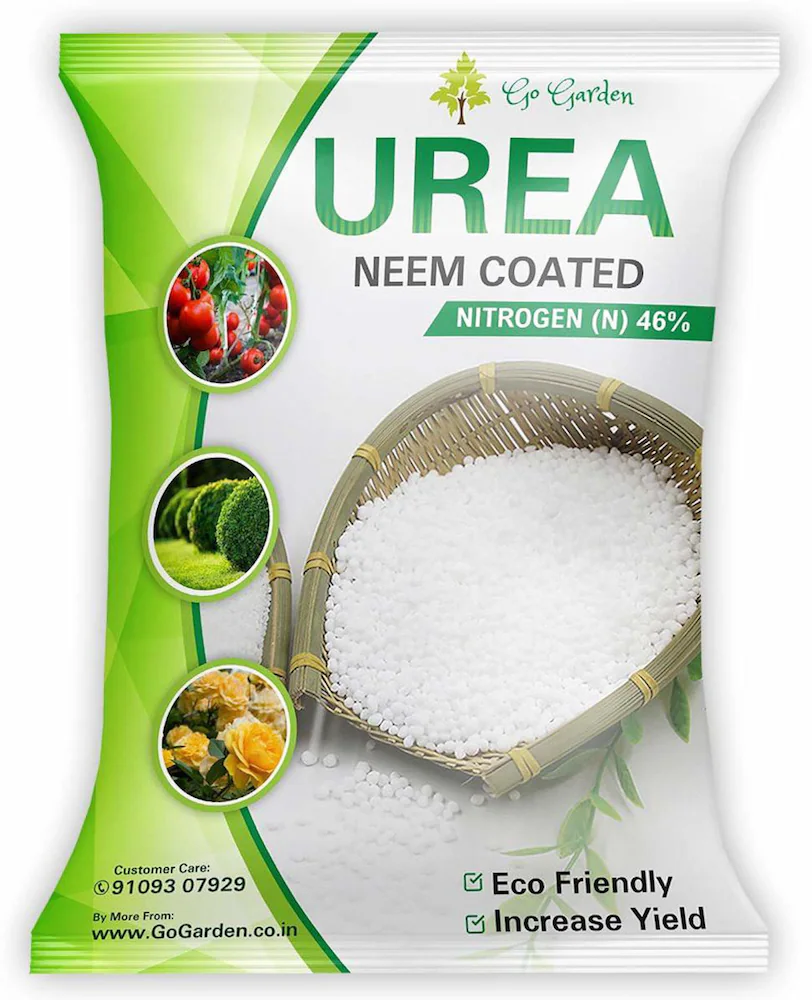 Go Garden
UREA
NEEM COATED
NITROGEN (N) 46%
Customer Care:
91093 07929
By More From:
www.GoGarden.co.in
Eco Friendly
Increase Yield